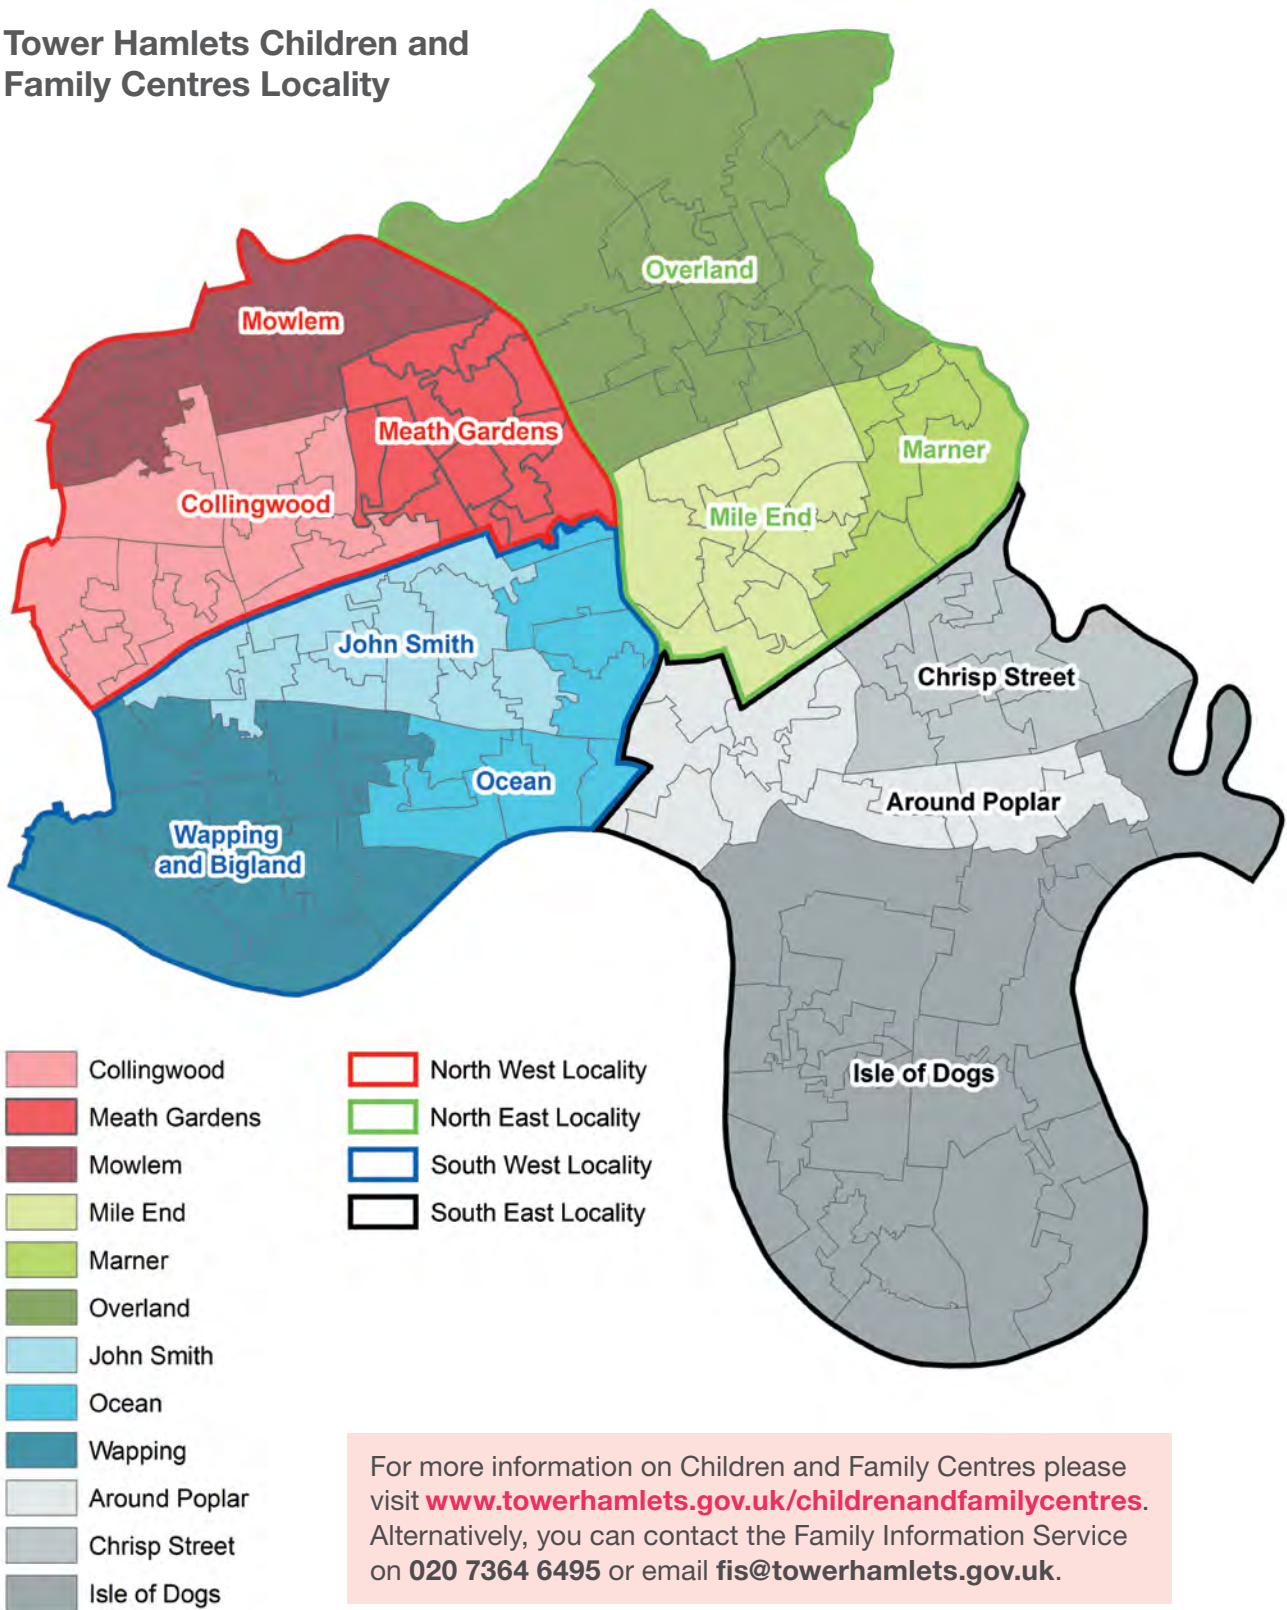 Tower Hamlets Children and
Family Centres Locality
Overland
Mowlem
Meath Gardens
Marner
Collingwood
Mile End
John Smith
Chrisp Street
Ocean
Around Poplar
Wapping
and Bigland
Isle of Dogs
Collingwood
Meath Gardens
Mowlem
Mile End
Marner
Overland
John Smith
Ocean
Wapping
Around Poplar
Chrisp Street
Isle of Dogs
North West Locality
North East Locality
South West Locality
South East Locality
For more information on Children and Family Centres please
visit www.towerhamlets.gov.uk/childrenandfamilycentres.
Alternatively, you can contact the Family Information Service
on 020 7364 6495 or email fis@towerhamlets.gov.uk.